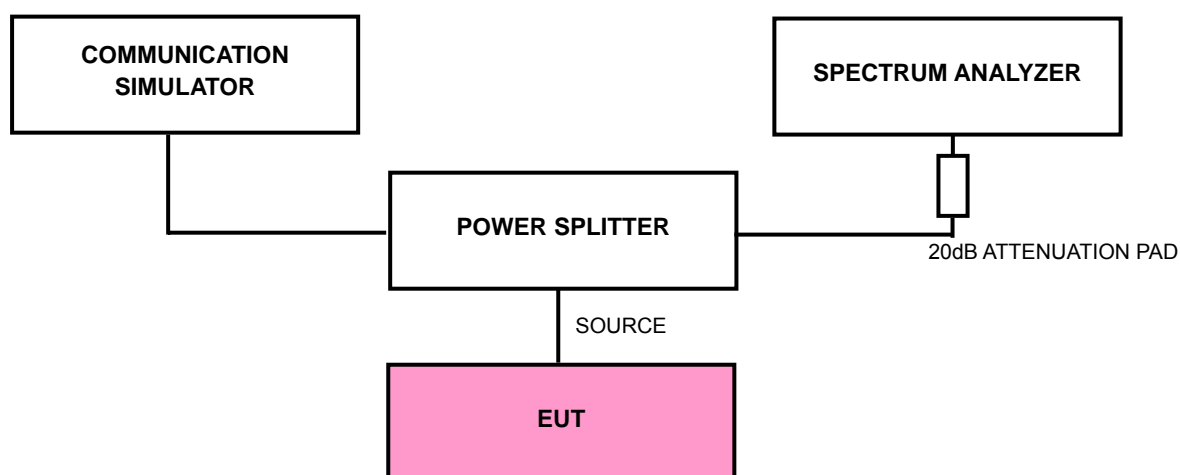 COMMUNICATION
SIMULATOR
SPECTRUM ANALYZER
POWER SPLITTER
20dB ATTENUATION PAD
SOURCE
EUT